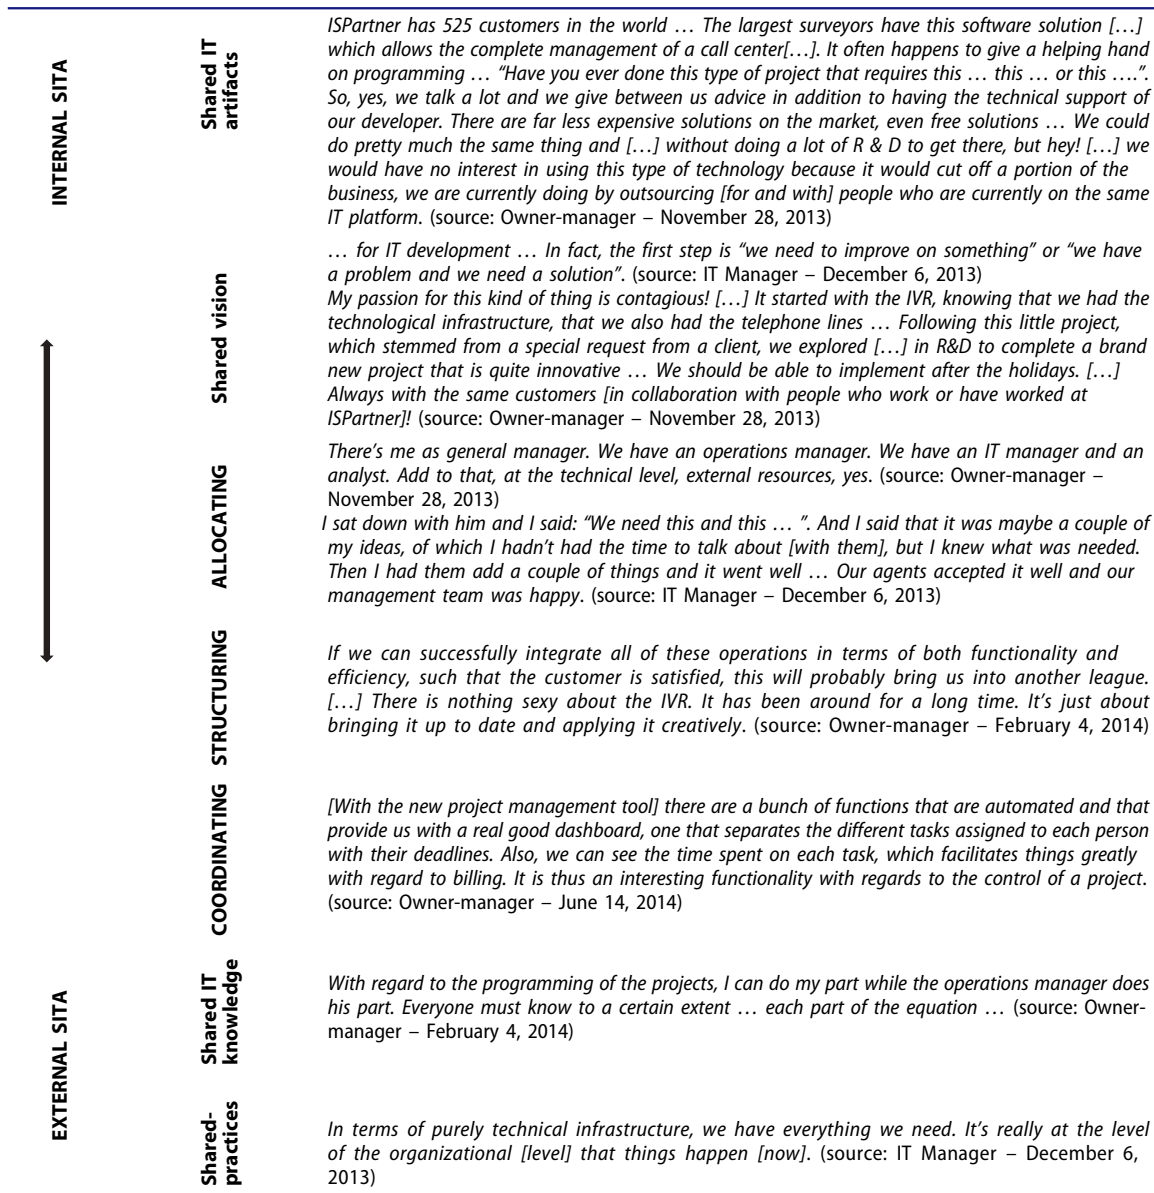 INTERNAL SITA
Shared IT
artifacts
ISPartner has 525 customers in the world … The largest surveyors have this software solution […]
which allows the complete management of a call center[…]. It often happens to give a helping hand
on programming … “Have you ever done this type of project that requires this … this … or this ….”.
So, yes, we talk a lot and we give between us advice in addition to having the technical support of
our developer. There are far less expensive solutions on the market, even free solutions … We could
do pretty much the same thing and […] without doing a lot of R & D to get there, but hey! […] we
would have no interest in using this type of technology because it would cut off a portion of the
business, we are currently doing by outsourcing [for and with] people who are currently on the same
IT platform. (source: Owner-manager – November 28, 2013)
Shared vision
… for IT development … In fact, the first step is “we need to improve on something” or “we have
a problem and we need a solution”. (source: IT Manager – December 6, 2013)
My passion for this kind of thing is contagious! […] It started with the IVR, knowing that we had the
technological infrastructure, that we also had the telephone lines … Following this little project,
which stemmed from a special request from a client, we explored […] in R&D to complete a brand
new project that is quite innovative … We should be able to implement after the holidays. […]
Always with the same customers [in collaboration with people who work or have worked at
ISPartner]! (source: Owner-manager – November 28, 2013)
ALLOCATING
There’s me as general manager. We have an operations manager. We have an IT manager and an
analyst. Add to that, at the technical level, external resources, yes. (source: Owner-manager –
November 28, 2013)
I sat down with him and I said: “We need this and this … ”. And I said that it was maybe a couple of
my ideas, of which I hadn’t had the time to talk about [with them], but I knew what was needed.
Then I had them add a couple of things and it went well … Our agents accepted it well and our
management team was happy. (source: IT Manager – December 6, 2013)
STRUCTURING
If we can successfully integrate all of these operations in terms of both functionality and
efficiency, such that the customer is satisfied, this will probably bring us into another league.
[…] There is nothing sexy about the IVR. It has been around for a long time. It’s just about
bringing it up to date and applying it creatively. (source: Owner-manager – February 4, 2014)
COORDINATING
[With the new project management tool] there are a bunch of functions that are automated and that
provide us with a real good dashboard, one that separates the different tasks assigned to each person
with their deadlines. Also, we can see the time spent on each task, which facilitates things greatly
with regard to billing. It is thus an interesting functionality with regards to the control of a project.
(source: Owner-manager – June 14, 2014)
EXTERNAL SITA
Shared IT
knowledge
With regard to the programming of the projects, I can do my part while the operations manager does
his part. Everyone must know to a certain extent … each part of the equation … (source: Owner-
manager – February 4, 2014)
Shared-
practices
In terms of purely technical infrastructure, we have everything we need. It’s really at the level
of the organizational [level] that things happen [now]. (source: IT Manager – December 6,
2013)